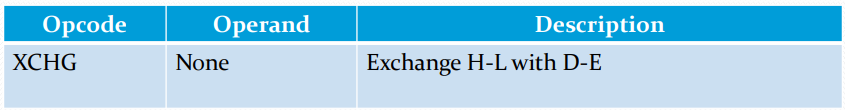 Opcode Operand Description
XCHG None Exchange H-L with D-E